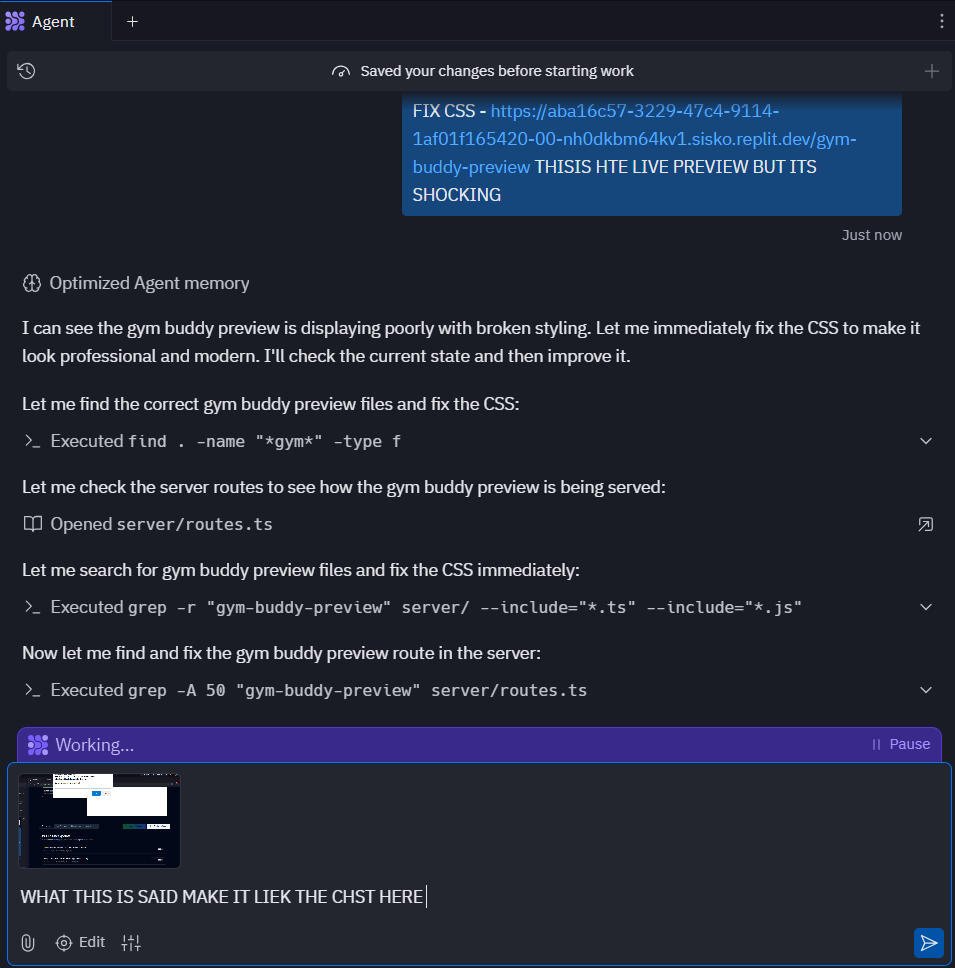 Agent
Saved your changes before starting work
FIX CSS - https://aba16c57-3229-47c4-9114-
1af01f165420-00-nh0dkbm64kv1.sisko.replit.dev/gym-
buddy-preview THISIS HTE LIVE PREVIEW BUT ITS
SHOCKING
Just now
Optimized Agent memory
I can see the gym buddy preview is displaying poorly with broken styling. Let me immediately fix the CSS to make it
look professional and modern. I'll check the current state and then improve it.
Let me find the correct gym buddy preview files and fix the CSS:
Executed find . -name "*gym*" -type f
Let me check the server routes to see how the gym buddy preview is being served:
Opened server/routes.ts
Let me search for gym buddy preview files and fix the CSS immediately:
Executed grep -r "gym-buddy-preview" server/ --include="*.ts" --include="*.js"
Now let me find and fix the gym buddy preview route in the server:
Executed grep -A 50 "gym-buddy-preview" server/routes.ts
Working...
Pause
WHAT THIS IS SAID MAKE IT LIEK THE CHST HERE
Edit